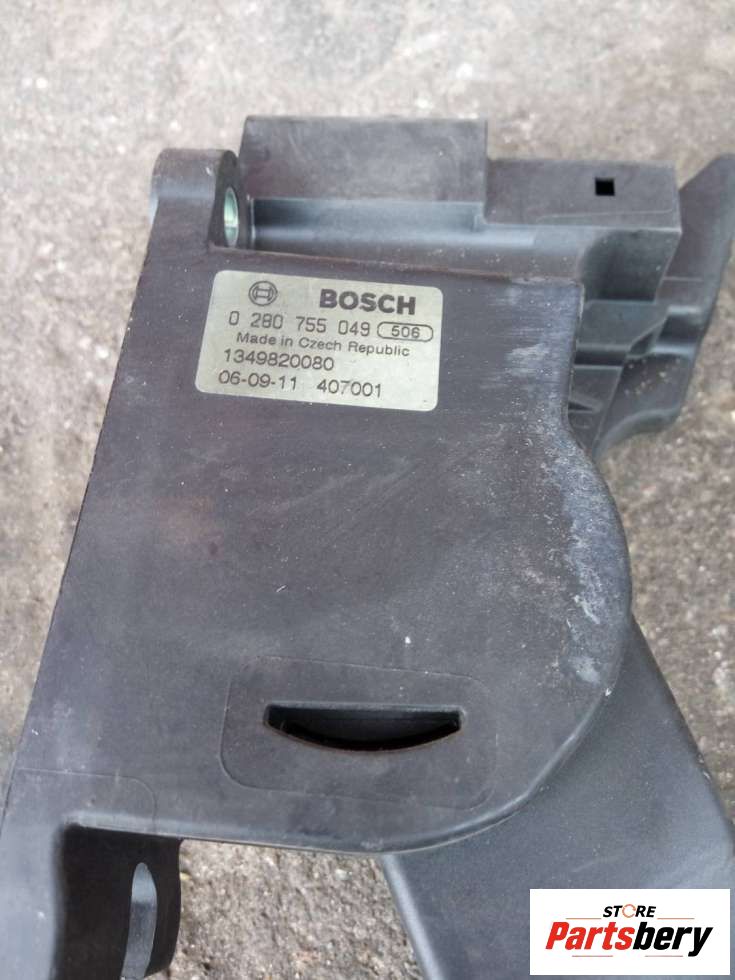 BOSCH
0 280 755 049 506
Made in Czech Republic
1349820080
06-09-11 407001
STORE
Partsbery